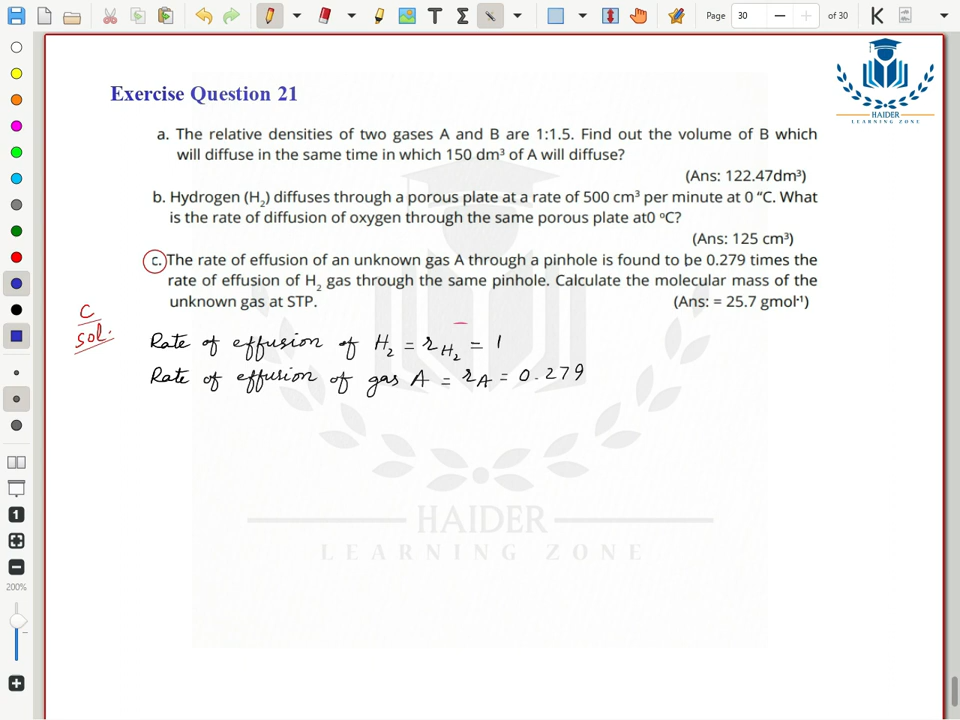 Page 30 of 30
HAIDER
LEARNING ZONE
Exercise Question 21
a. The relative densities of two gases A and B are 1:1.5. Find out the volume of B which
will diffuse in the same time in which 150 dm³ of A will diffuse?
(Ans: 122.47dm³)
b. Hydrogen (H₂) diffuses through a porous plate at a rate of 500 cm³ per minute at 0 °C. What
is the rate of diffusion of oxygen through the same porous plate at0 ºC?
(Ans: 125 cm³)
c. The rate of effusion of an unknown gas A through a pinhole is found to be 0.279 times the
rate of effusion of H₂ gas through the same pinhole. Calculate the molecular mass of the
unknown gas at STP. (Ans: = 25.7 gmol⁻¹)
C
sol.
Rate of effusion of H₂ = r_H₂ = 1
Rate of effusion of gas A = r_A = 0.279
HAIDER
LEARNING ZONE
1
200%